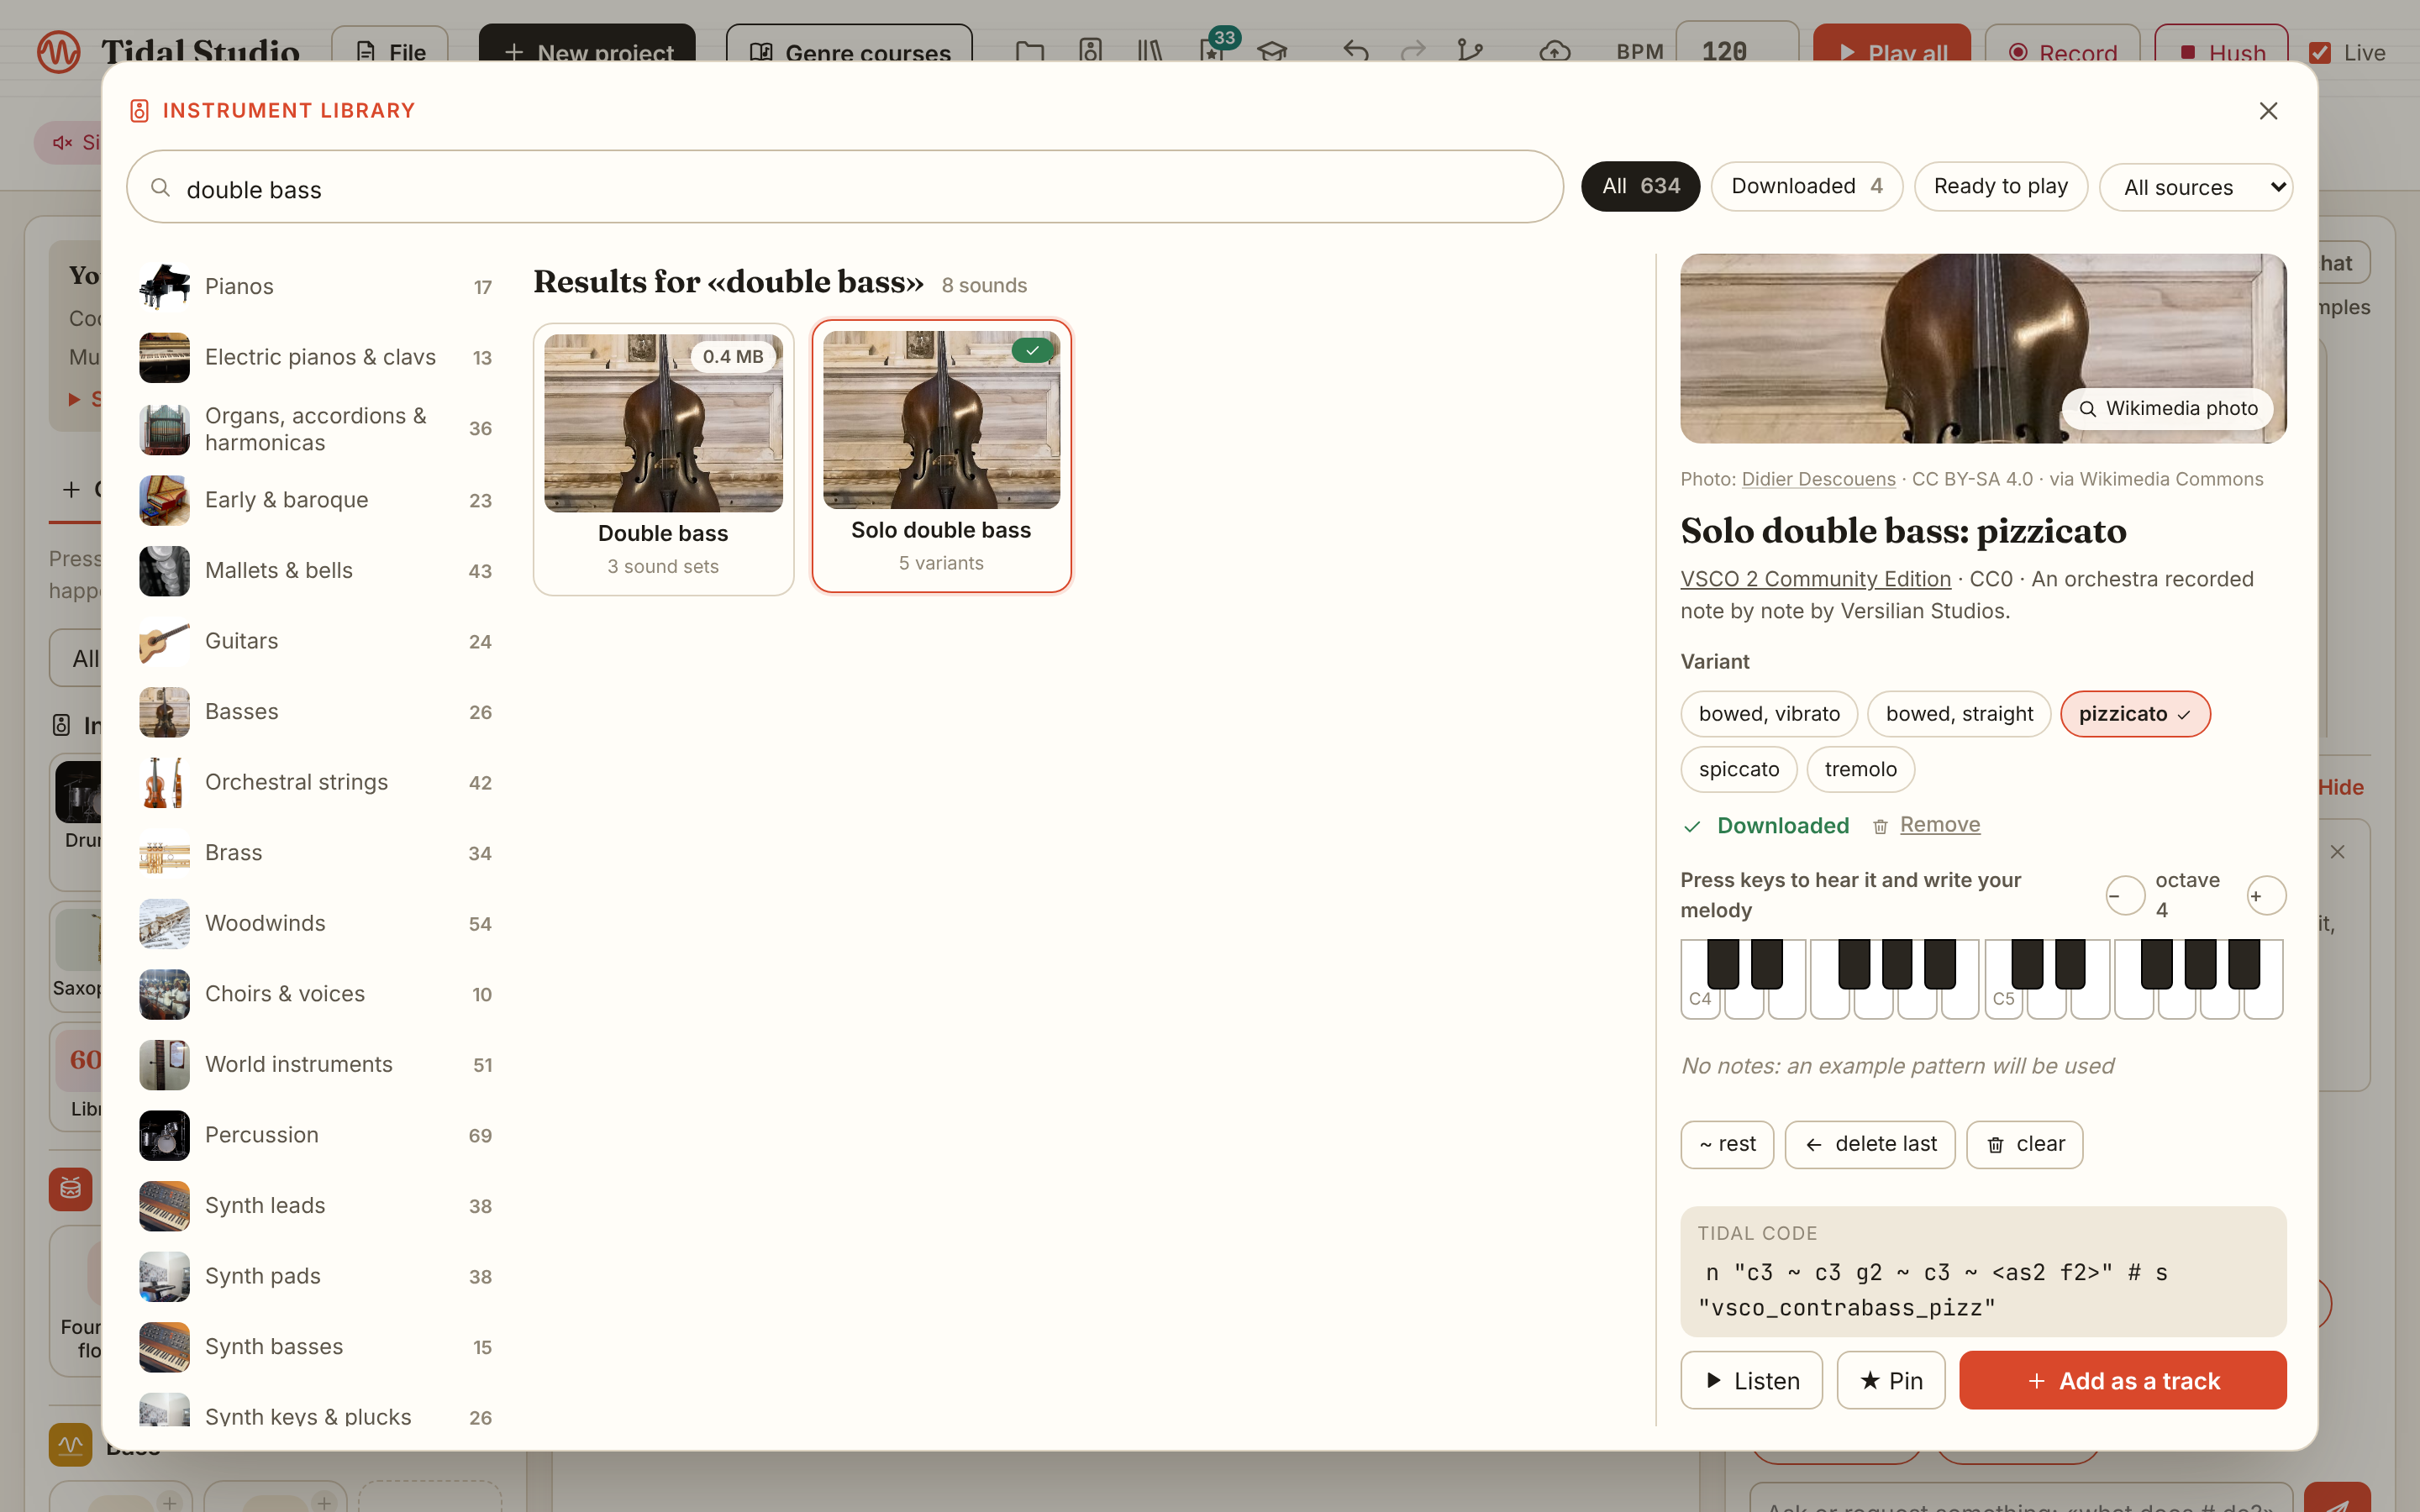 Tidal Studio
File
New project
Genre courses
33
BPM
120
Play all
Record
Hush
Live
INSTRUMENT LIBRARY
double bass
All 634
Downloaded 4
Ready to play
All sources
Pianos 17
Electric pianos & clavs 13
Organs, accordions &
harmonicas 36
Early & baroque 23
Mallets & bells 43
Guitars 24
Basses 26
Orchestral strings 42
Brass 34
Woodwinds 54
Choirs & voices 10
World instruments 51
Percussion 69
Synth leads 38
Synth pads 38
Synth basses 15
Synth keys & plucks 26
Results for «double bass» 8 sounds
0.4 MB
Double bass
3 sound sets
Solo double bass
5 variants
Wikimedia photo
Photo: Didier Descouens · CC BY-SA 4.0 · via Wikimedia Commons
Solo double bass: pizzicato
VSCO 2 Community Edition · CC0 · An orchestra recorded
note by note by Versilian Studios.
Variant
bowed, vibrato
bowed, straight
pizzicato
spiccato
tremolo
Downloaded
Remove
Press keys to hear it and write your
melody
octave
4
C4
C5
No notes: an example pattern will be used
~ rest
← delete last
clear
TIDAL CODE
n "c3 ~ c3 g2 ~ c3 ~ <as2 f2>" # s
"vsco_contrabass_pizz"
Listen
★ Pin
+ Add as a track
Hide
All
Press
60